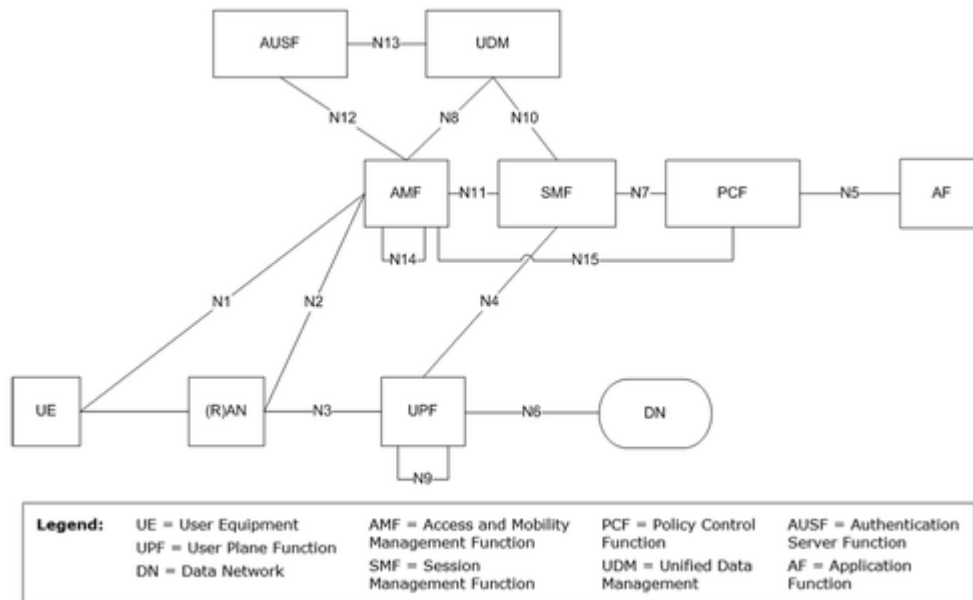 AUSF
N13
UDM
N12
N8
N10
AMF
N11
SMF
N7
PCF
N5
AF
N14
N15
N1
N2
N4
UE
(R)AN
N3
UPF
N6
DN
N9
Legend:
UE = User Equipment
UPF = User Plane Function
DN = Data Network
AMF = Access and Mobility
Management Function
SMF = Session
Management Function
PCF = Policy Control
Function
UDM = Unified Data
Management
AUSF = Authentication
Server Function
AF = Application
Function